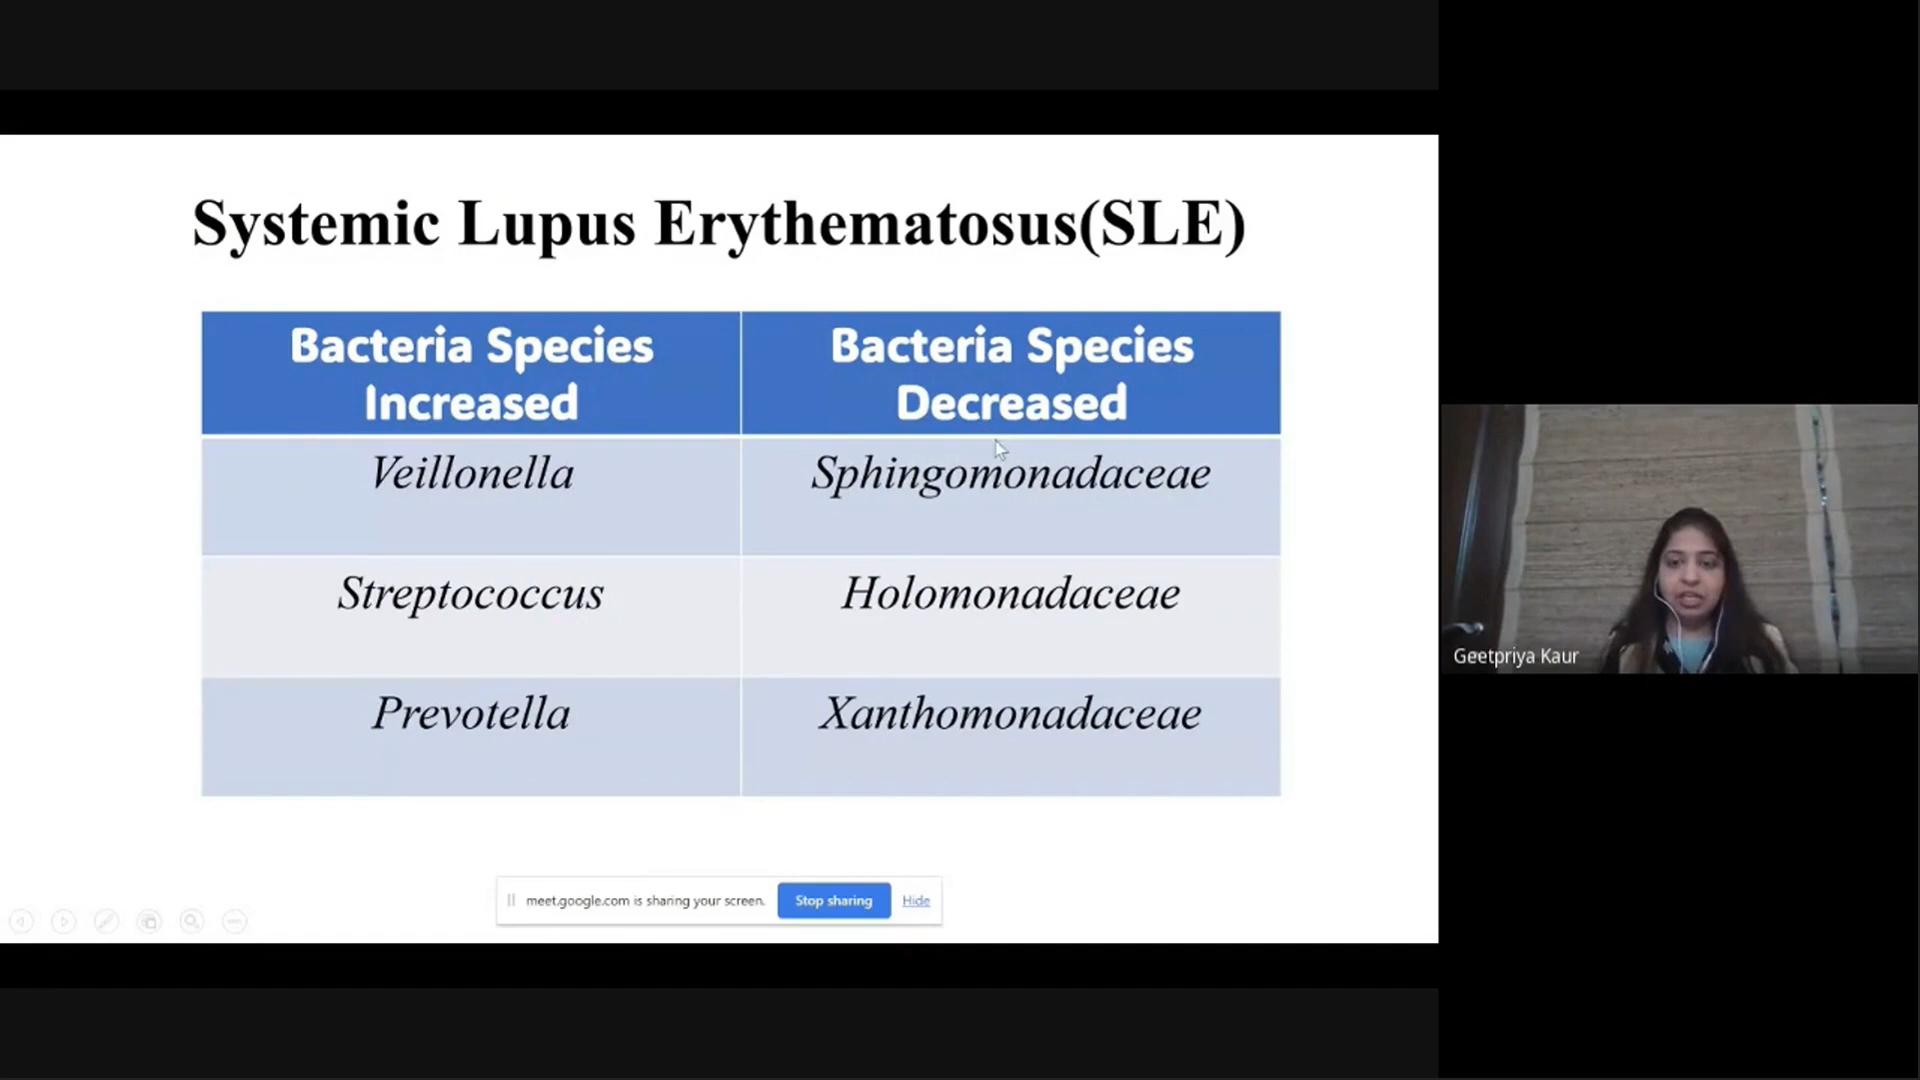 Systemic Lupus Erythematosus(SLE)
Bacteria Species
Increased
Bacteria Species
Decreased
Veillonella
Sphingomonadaceae
Streptococcus
Holomonadaceae
Prevotella
Xanthomonadaceae
meet.google.com is sharing your screen.
Stop sharing
Hide
Geetpriya Kaur